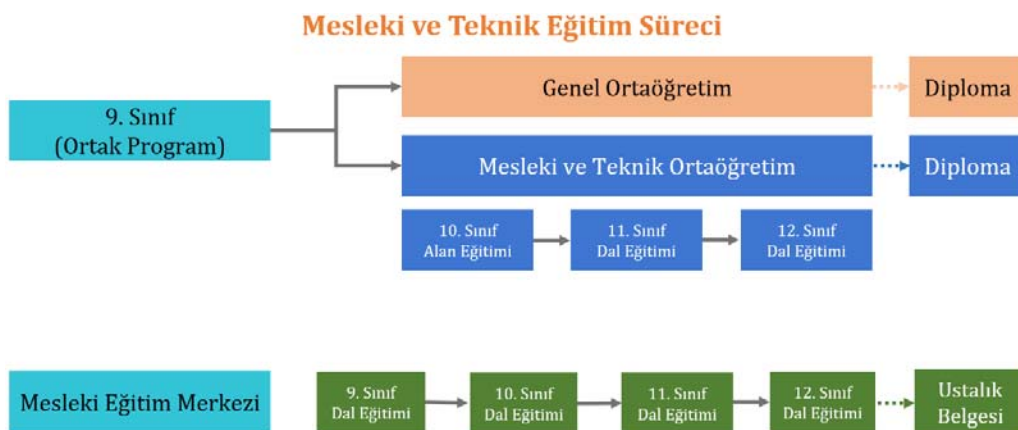 Mesleki ve Teknik Eğitim Süreci
9. Sınıf
(Ortak Program)
Genel Ortaöğretim
Diploma
Mesleki ve Teknik Ortaöğretim
Diploma
10. Sınıf
Alan Eğitimi
11. Sınıf
Dal Eğitimi
12. Sınıf
Dal Eğitimi
Mesleki Eğitim Merkezi
9. Sınıf
Dal Eğitimi
10. Sınıf
Dal Eğitimi
11. Sınıf
Dal Eğitimi
12. Sınıf
Dal Eğitimi
Ustalık
Belgesi